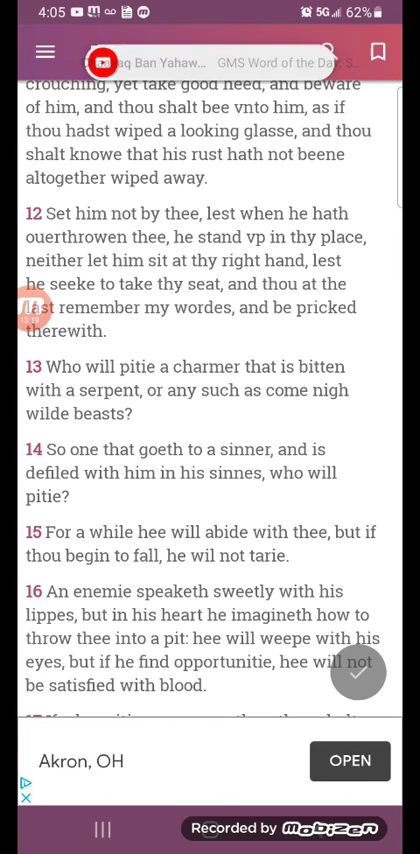 4:05 5G 62%
Ban Yahaw... GMS Word of the Day: S...
crouching, yet take good heed, and beware
of him, and thou shalt bee vnto him, as if
thou hadst wiped a looking glasse, and thou
shalt knowe that his rust hath not beene
altogether wiped away.
12 Set him not by thee, lest when he hath
ouerthrowen thee, he stand vp in thy place,
neither let him sit at thy right hand, lest
he seeke to take thy seat, and thou at the
last remember my wordes, and be pricked
therewith.
13:19
13 Who will pitie a charmer that is bitten
with a serpent, or any such as come nigh
wilde beasts?
14 So one that goeth to a sinner, and is
defiled with him in his sinnes, who will
pitie?
15 For a while hee will abide with thee, but if
thou begin to fall, he wil not tarie.
16 An enemie speaketh sweetly with his
lippes, but in his heart he imagineth how to
throw thee into a pit: hee will weepe with his
eyes, but if he find opportunitie, hee will not
be satisfied with blood.
Akron, OH
OPEN
Recorded by mobizen